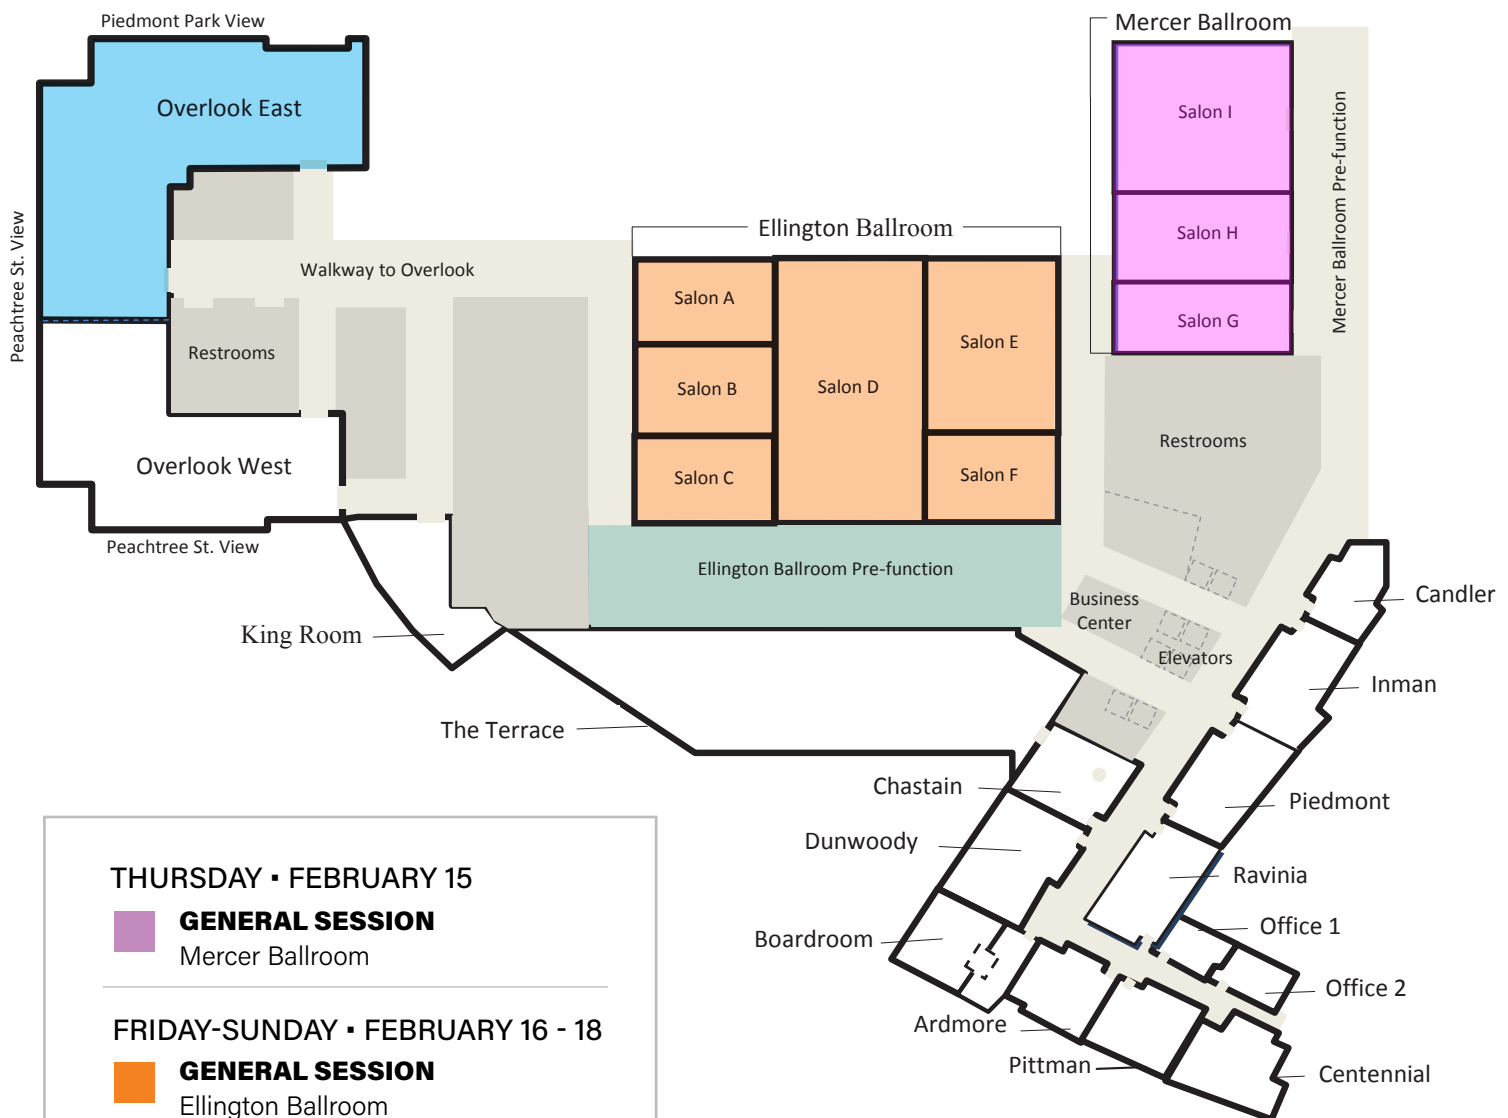 Piedmont Park View
Mercer Ballroom
Overlook East
Salon I
Mercer Ballroom Pre-function
Peachtree St. View
Ellington Ballroom
Salon H
Walkway to Overlook
Salon A
Salon G
Salon E
Restrooms
Salon B
Salon D
Restrooms
Overlook West
Salon C
Salon F
Peachtree St. View
Ellington Ballroom Pre-function
Business
Center
Candler
King Room
Elevators
Inman
The Terrace
Chastain
Piedmont
Dunwoody
Ravinia
Office 1
Boardroom
Office 2
Ardmore
Pittman
Centennial
THURSDAY ▪ FEBRUARY 15
GENERAL SESSION
Mercer Ballroom
FRIDAY-SUNDAY ▪ FEBRUARY 16 - 18
GENERAL SESSION
Ellington Ballroom